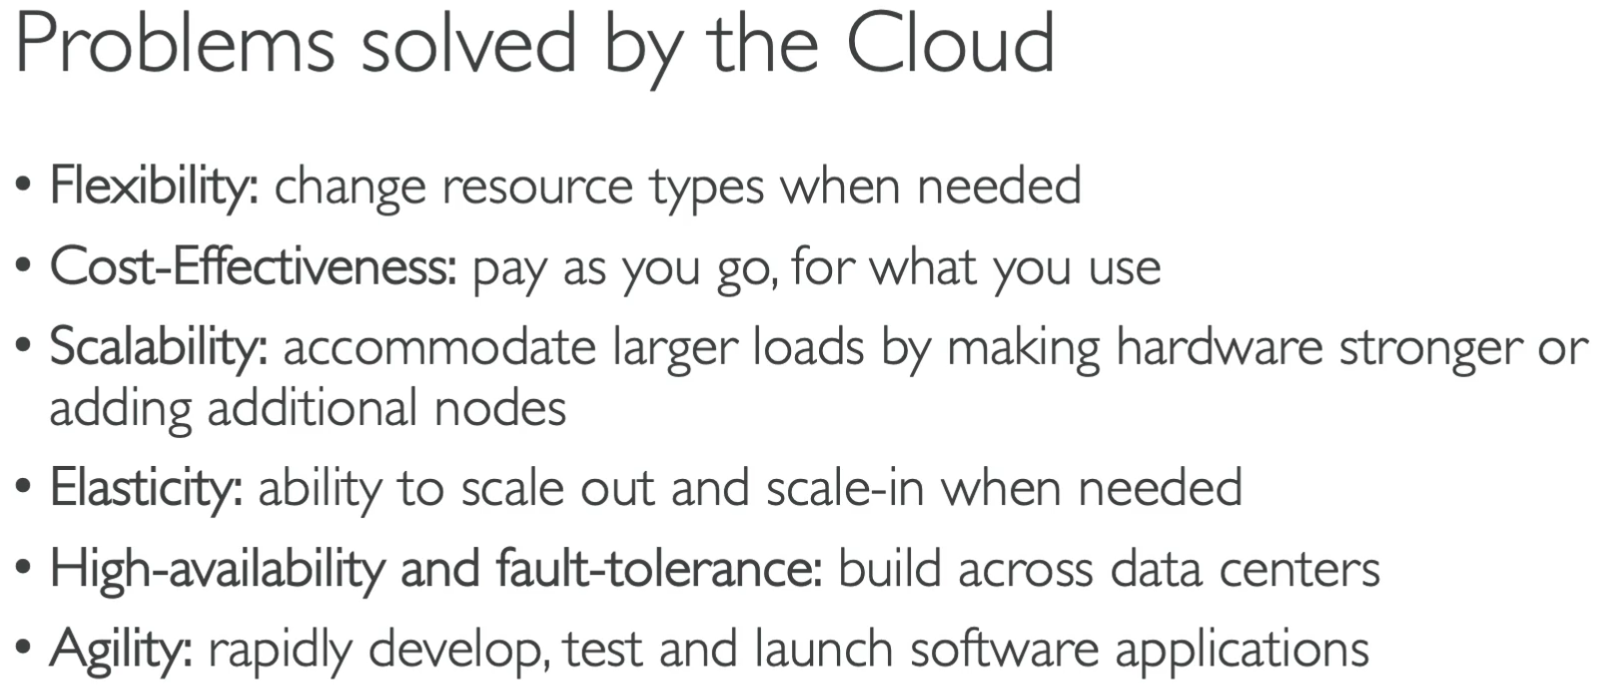 Problems solved by the Cloud
• Flexibility: change resource types when needed
• Cost-Effectiveness: pay as you go, for what you use
• Scalability: accommodate larger loads by making hardware stronger or
adding additional nodes
• Elasticity: ability to scale out and scale-in when needed
• High-availability and fault-tolerance: build across data centers
• Agility: rapidly develop, test and launch software applications